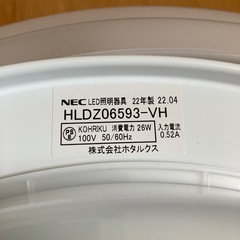 NEC LED照明器具 22年製 22.04
HLDZ06593-VH
PS E KOHRIKU 消費電力 26W 入力電流
100V 50/60Hz 0.52A
株式会社ホタルクス